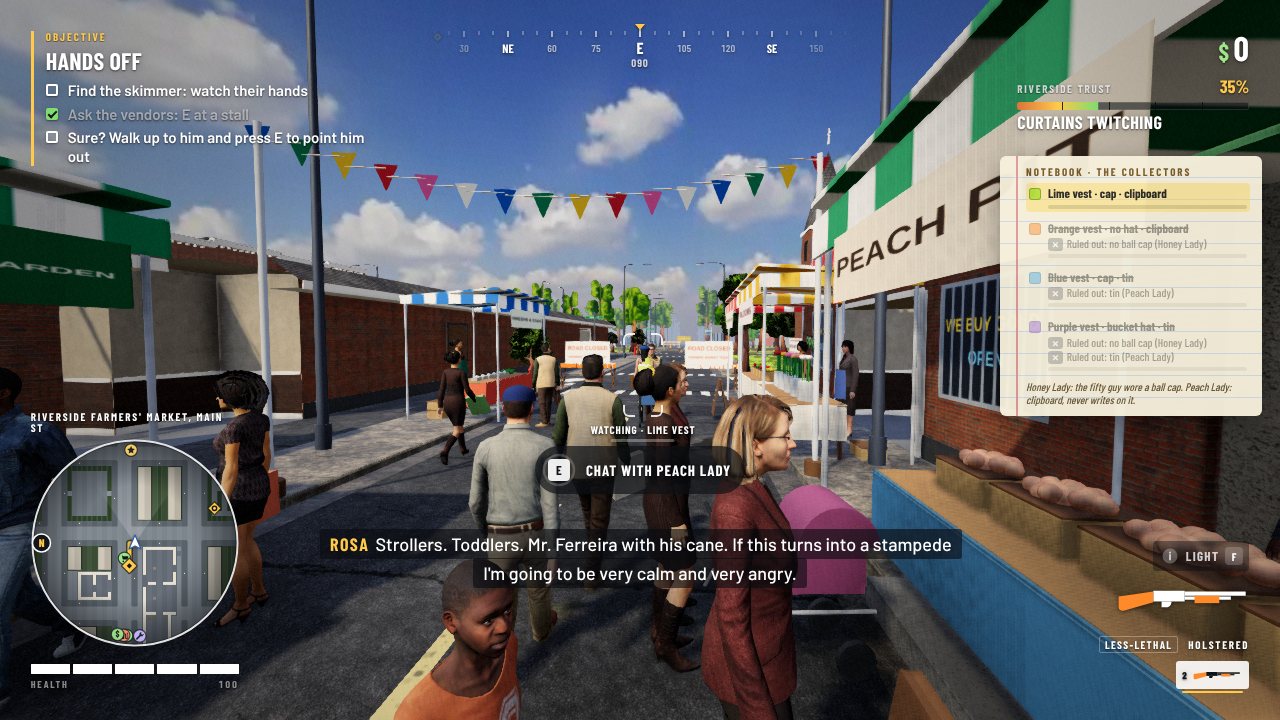 OBJECTIVE
HANDS OFF
Find the skimmer: watch their hands
Ask the vendors: E at a stall
Sure? Walk up to him and press E to point him
out
30 NE 60 75 E 105 120 SE 150
090
$ 0
RIVERSIDE TRUST 35%
CURTAINS TWITCHING
NOTEBOOK · THE COLLECTORS
Lime vest · cap · clipboard
Orange vest · no hat · clipboard
Ruled out: no ball cap (Honey Lady)
Blue vest · cap · tin
Ruled out: tin (Peach Lady)
Purple vest · bucket hat · tin
Ruled out: no ball cap (Honey Lady)
Ruled out: tin (Peach Lady)
Honey Lady: the fifty guy wore a ball cap. Peach Lady:
clipboard, never writes on it.
ARDEN
PEACH P
WE BUY
OPEN
ROAD CLOSED
ROAD CLOSED
WATCHING · LIME VEST
E CHAT WITH PEACH LADY
ROSA Strollers. Toddlers. Mr. Ferreira with his cane. If this turns into a stampede
I'm going to be very calm and very angry.
RIVERSIDE FARMERS' MARKET, MAIN
ST
N
$
HEALTH 100
LIGHT F
LESS-LETHAL HOLSTERED
2